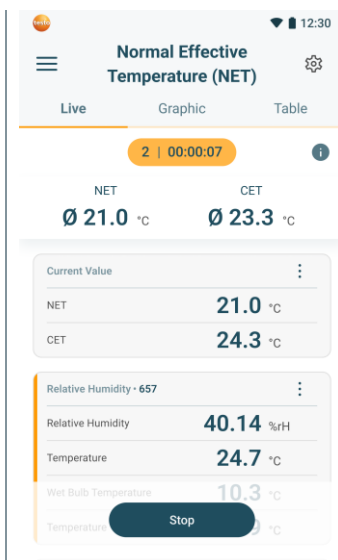 testo
12:30
Normal Effective
Temperature (NET)
Live Graphic Table
2 | 00:00:07
NET CET
Ø 21.0 °C Ø 23.3 °C
Current Value
NET 21.0 °C
CET 24.3 °C
Relative Humidity • 657
Relative Humidity 40.14 %rH
Temperature 24.7 °C
Wet Bulb Temperature 10.3 °C
Stop
Temperature °C